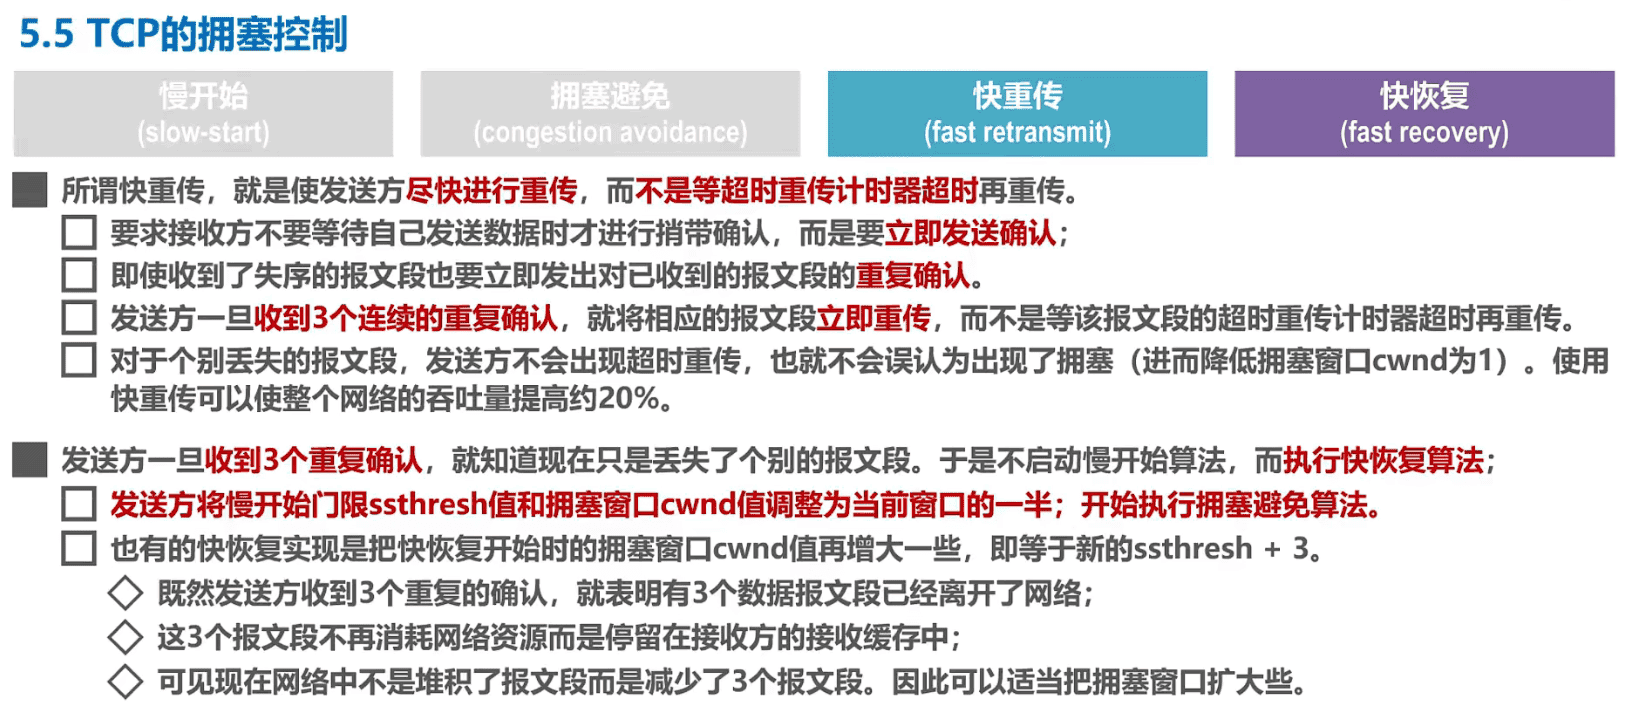 5.5 TCP的拥塞控制
慢开始
(slow-start)
拥塞避免
(congestion avoidance)
快重传
(fast retransmit)
快恢复
(fast recovery)
所谓快重传，就是使发送方尽快进行重传，而不是等超时重传计时器超时再重传。
要求接收方不要等待自己发送数据时才进行捎带确认，而是要立即发送确认；
即使收到了失序的报文段也要立即发出对已收到的报文段的重复确认。
发送方一旦收到3个连续的重复确认，就将相应的报文段立即重传，而不是等该报文段的超时重传计时器超时再重传。
对于个别丢失的报文段，发送方不会出现超时重传，也就不会误认为出现了拥塞（进而降低拥塞窗口cwnd为1）。使用
快重传可以使整个网络的吞吐量提高约20%。
发送方一旦收到3个重复确认，就知道现在只是丢失了个别的报文段。于是不启动慢开始算法，而执行快恢复算法；
发送方将慢开始门限ssthresh值和拥塞窗口cwnd值调整为当前窗口的一半；开始执行拥塞避免算法。
也有的快恢复实现是把快恢复开始时的拥塞窗口cwnd值再增大一些，即等于新的ssthresh + 3。
既然发送方收到3个重复的确认，就表明有3个数据报文段已经离开了网络；
这3个报文段不再消耗网络资源而是停留在接收方的接收缓存中；
可见现在网络中不是堆积了报文段而是减少了3个报文段。因此可以适当把拥塞窗口扩大些。